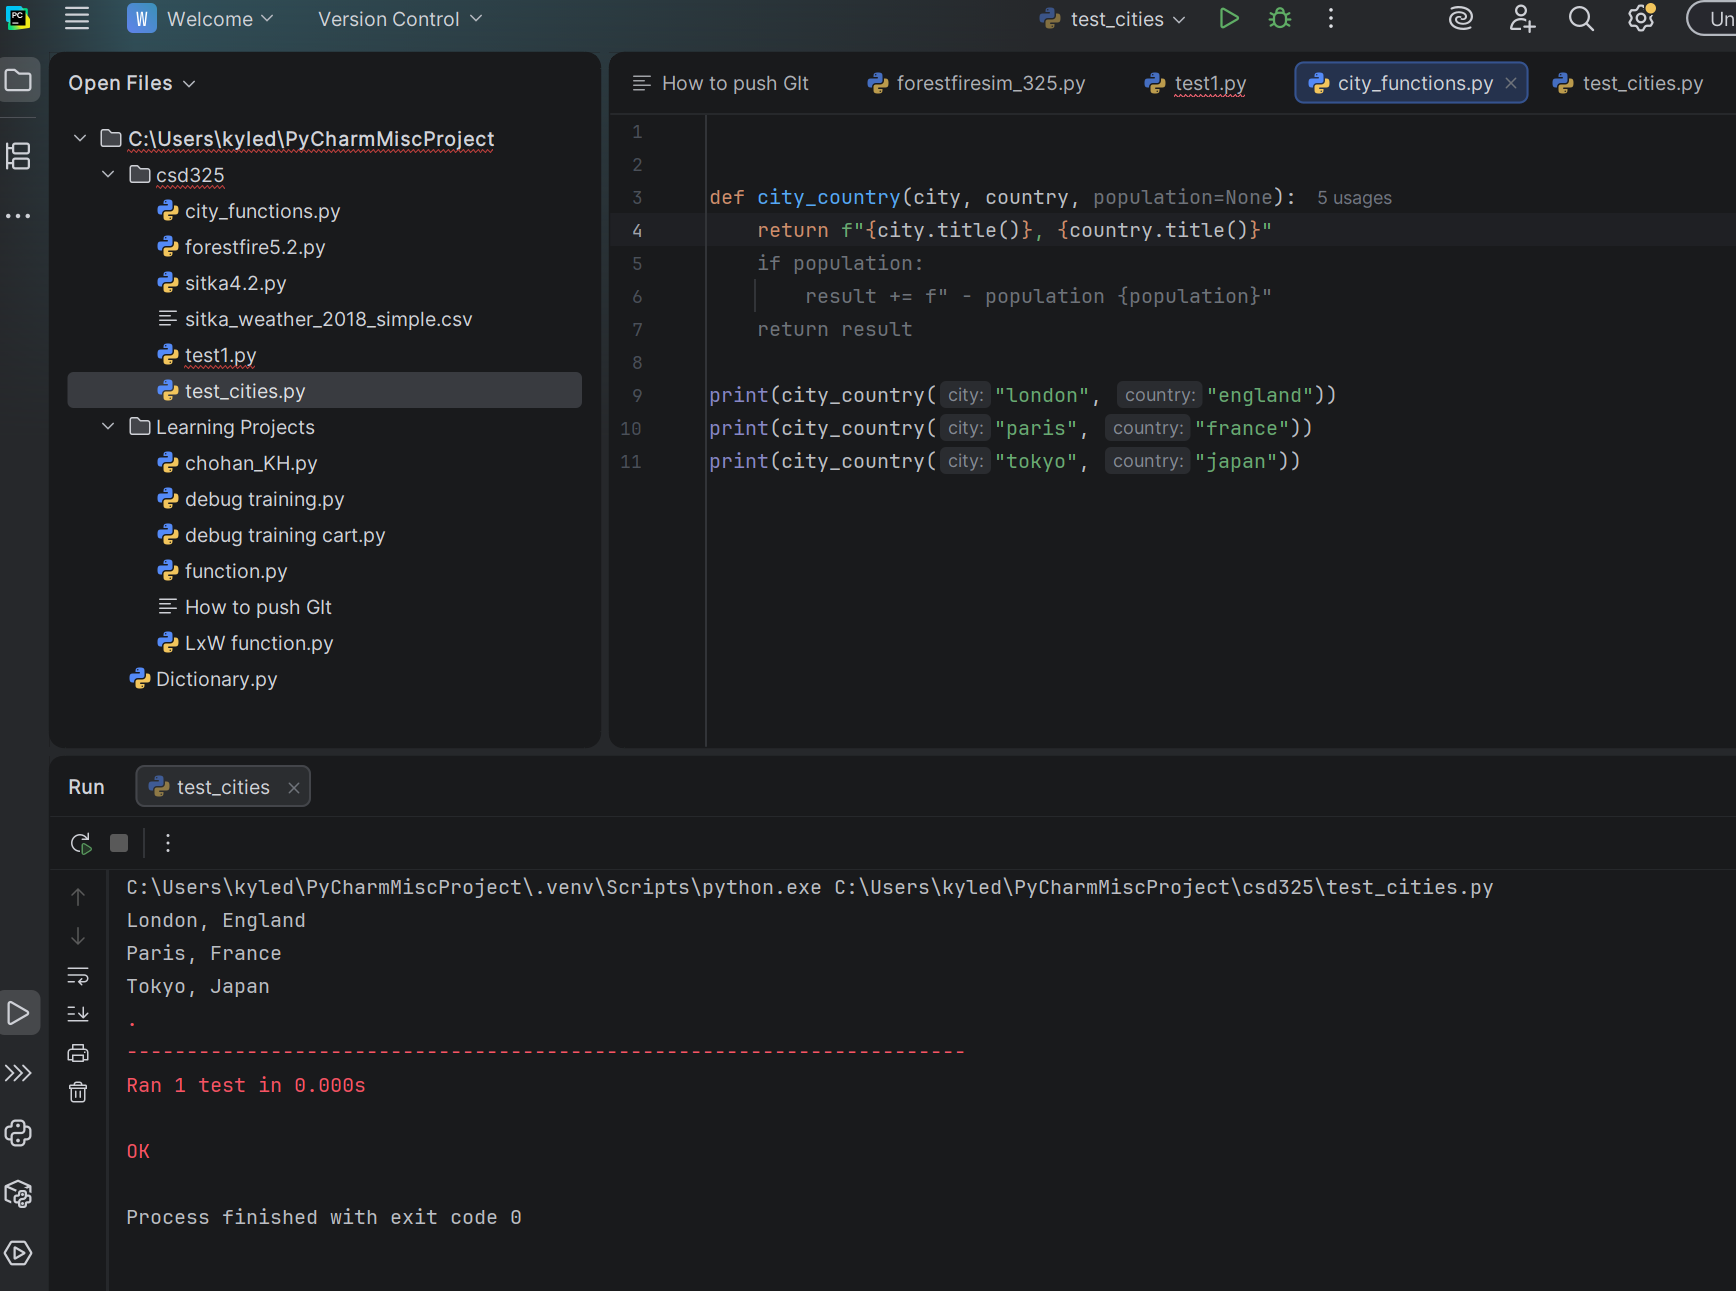 PC
W Welcome Version Control test_cities Un
Open Files
C:\Users\kyled\PyCharmMiscProject
csd325
city_functions.py
forestfire5.2.py
sitka4.2.py
sitka_weather_2018_simple.csv
test1.py
test_cities.py
Learning Projects
chohan_KH.py
debug training.py
debug training cart.py
function.py
How to push GIt
LxW function.py
Dictionary.py
How to push GIt forestfiresim_325.py test1.py city_functions.py test_cities.py
1
2
3 def city_country(city, country, population=None): 5 usages
4 return f"{city.title()}, {country.title()}"
5 if population:
6 result += f" - population {population}"
7 return result
8
9 print(city_country( city: "london", country: "england"))
10 print(city_country( city: "paris", country: "france"))
11 print(city_country( city: "tokyo", country: "japan"))
Run test_cities
C:\Users\kyled\PyCharmMiscProject\.venv\Scripts\python.exe C:\Users\kyled\PyCharmMiscProject\csd325\test_cities.py
London, England
Paris, France
Tokyo, Japan
.
----------------------------------------------------------------------
Ran 1 test in 0.000s
OK
Process finished with exit code 0